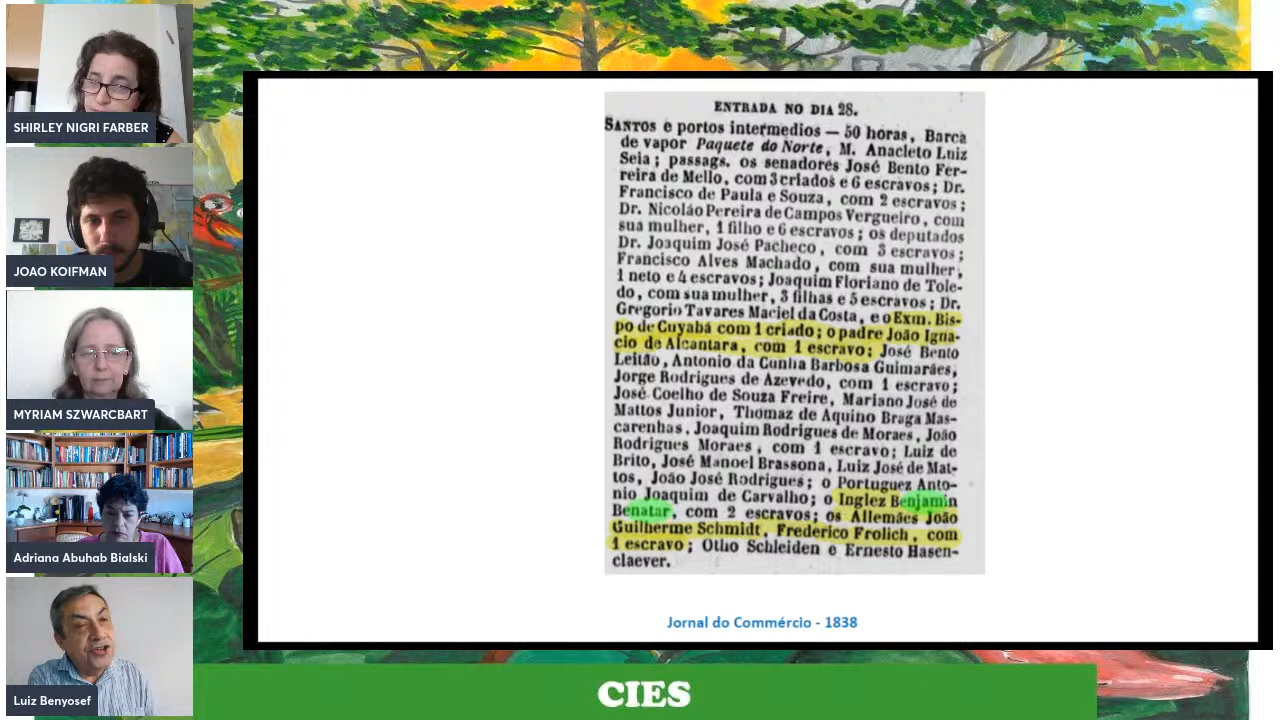 SHIRLEY NIGRI FARBER
JOAO KOIFMAN
MYRIAM SZWARCBART
Adriana Abuhab Bialski
Luiz Benyosef
ENTRADA NO DIA 28.
SANTOS e portos intermedios — 50 horas, Barca
de vapor Paquete do Norte, M. Anacleto Luiz
Seia; passags. os senadores José Bento Fer-
reira de Mello, com 3 criados e 6 escravos; Dr.
Francisco de Paula e Souza, com 2 escravos;
Dr. Nicoláo Pereira de Campos Vergueiro, com
sua mulher, 1 filho e 6 escravos; os deputados
Dr. Joaquim José Pacheco, com 3 escravos;
Francisco Alves Machado, com sua mulher,
1 neto e 4 escravos; Joaquim Floriano de Tole-
do, com sua mulher, 3 filhas e 5 escravos; Dr.
Gregorio Tavares Maciel da Costa, e o Exm. Bis-
po de Cuyabá com 1 criado; o padre João Igna-
cio de Alcantara, com 1 escravo; José Bento
Leitão, Antonio da Cunha Barbosa Guimarães,
Jorge Rodrigues de Azevedo, com 1 escravo;
José Coelho de Souza Freire, Mariano José de
Mattos Junior, Thomaz de Aquino Braga Mas-
carenhas, Joaquim Rodrigues de Moraes, João
Rodrigues Moraes, com 1 escravo; Luiz de
Brito, José Manoel Brassona, Luiz José de Mat-
tos, João José Rodrigues; o Portuguez Anto-
nio Joaquim de Carvalho; o Inglez Benjamin
Benatar, com 2 escravos; os Allemães João
Guilherme Schmidt, Frederico Frolich, com
1 escravo; Otho Schleiden e Ernesto Hasen-
claever.
Jornal do Commércio - 1838
CIES